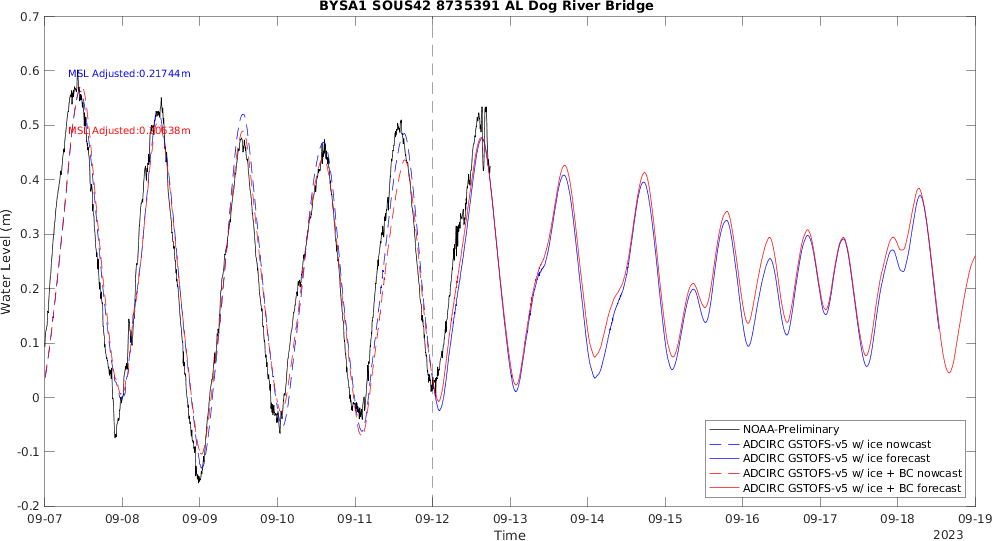 BYSA1 SOUS42 8735391 AL Dog River Bridge
0.7
0.6
0.5
0.4
0.3
0.2
0.1
0
-0.1
-0.2
Water Level (m)
MSL Adjusted:0.21744m
MSL Adjusted:
NOAA-Preliminary
ADCIRC GSTOFS-v5 w/ ice nowcast
ADCIRC GSTOFS-v5 w/ ice forecast
ADCIRC GSTOFS-v5 w/ ice + BC nowcast
ADCIRC GSTOFS-v5 w/ ice + BC forecast
09-07 09-08 09-09 09-10 09-11 09-12 09-13 09-14 09-15 09-16 09-17 09-18 09-19
Time
2023